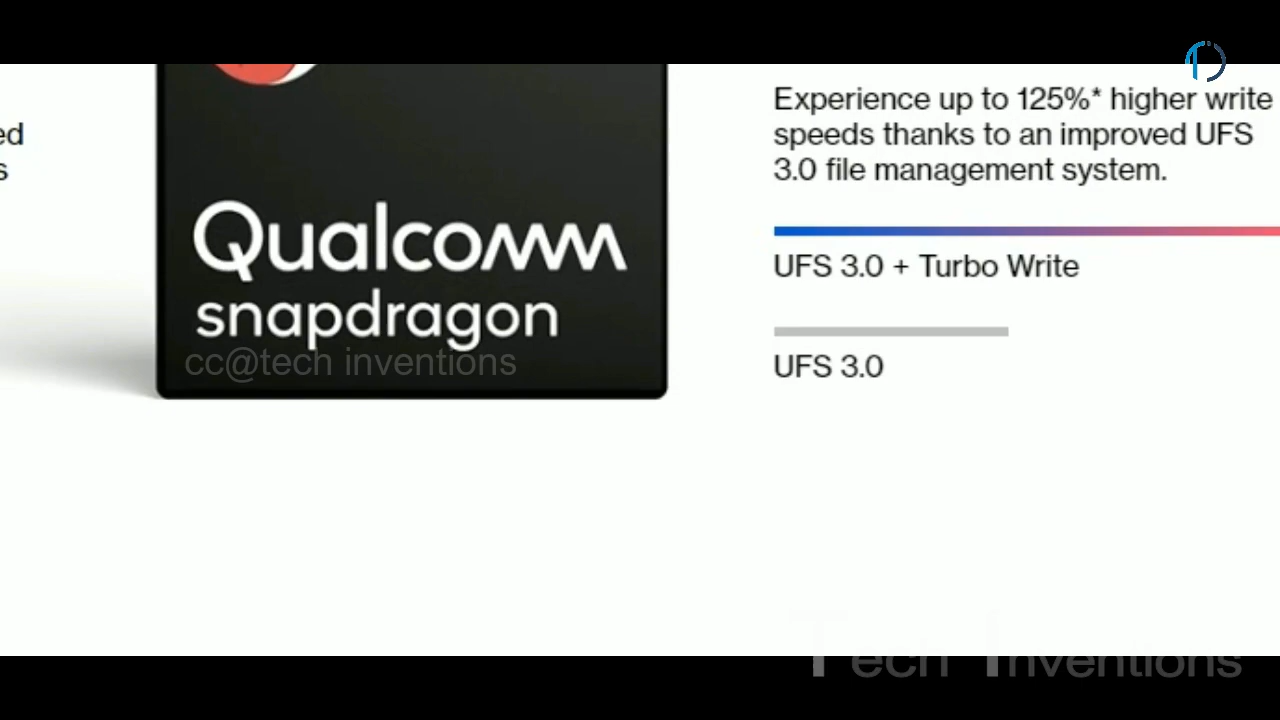 ed
s
Qualcomm
snapdragon
cc@tech inventions
Experience up to 125%* higher write
speeds thanks to an improved UFS
3.0 file management system.
UFS 3.0 + Turbo Write
UFS 3.0
Tech Inventions